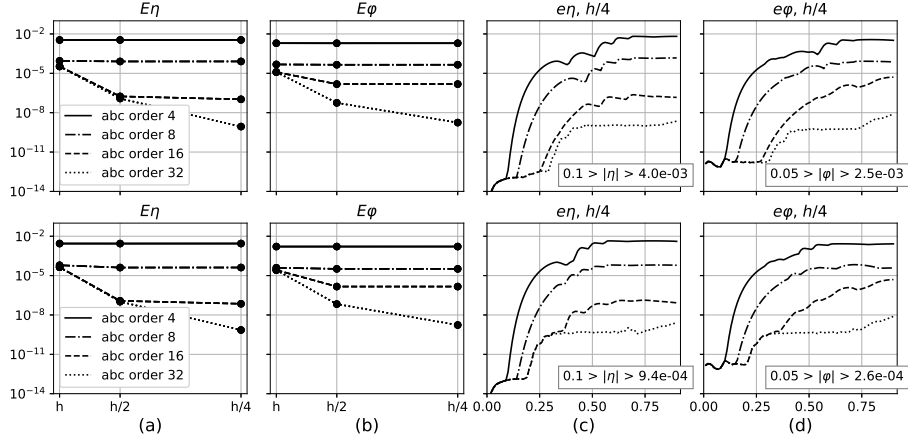 Eη
Eφ
eη, h/4
eφ, h/4
10⁻²
10⁻⁵
10⁻⁸
10⁻¹¹
10⁻¹⁴
abc order 4
abc order 8
abc order 16
abc order 32
0.1 > |η| > 4.0e-03
0.05 > |φ| > 2.5e-03
Eη
Eφ
eη, h/4
eφ, h/4
10⁻²
10⁻⁵
10⁻⁸
10⁻¹¹
10⁻¹⁴
abc order 4
abc order 8
abc order 16
abc order 32
0.1 > |η| > 9.4e-04
0.05 > |φ| > 2.6e-04
h h/2 h/4
h h/2 h/4
0.00 0.25 0.50 0.75
0.00 0.25 0.50 0.75
(a) (b) (c) (d)